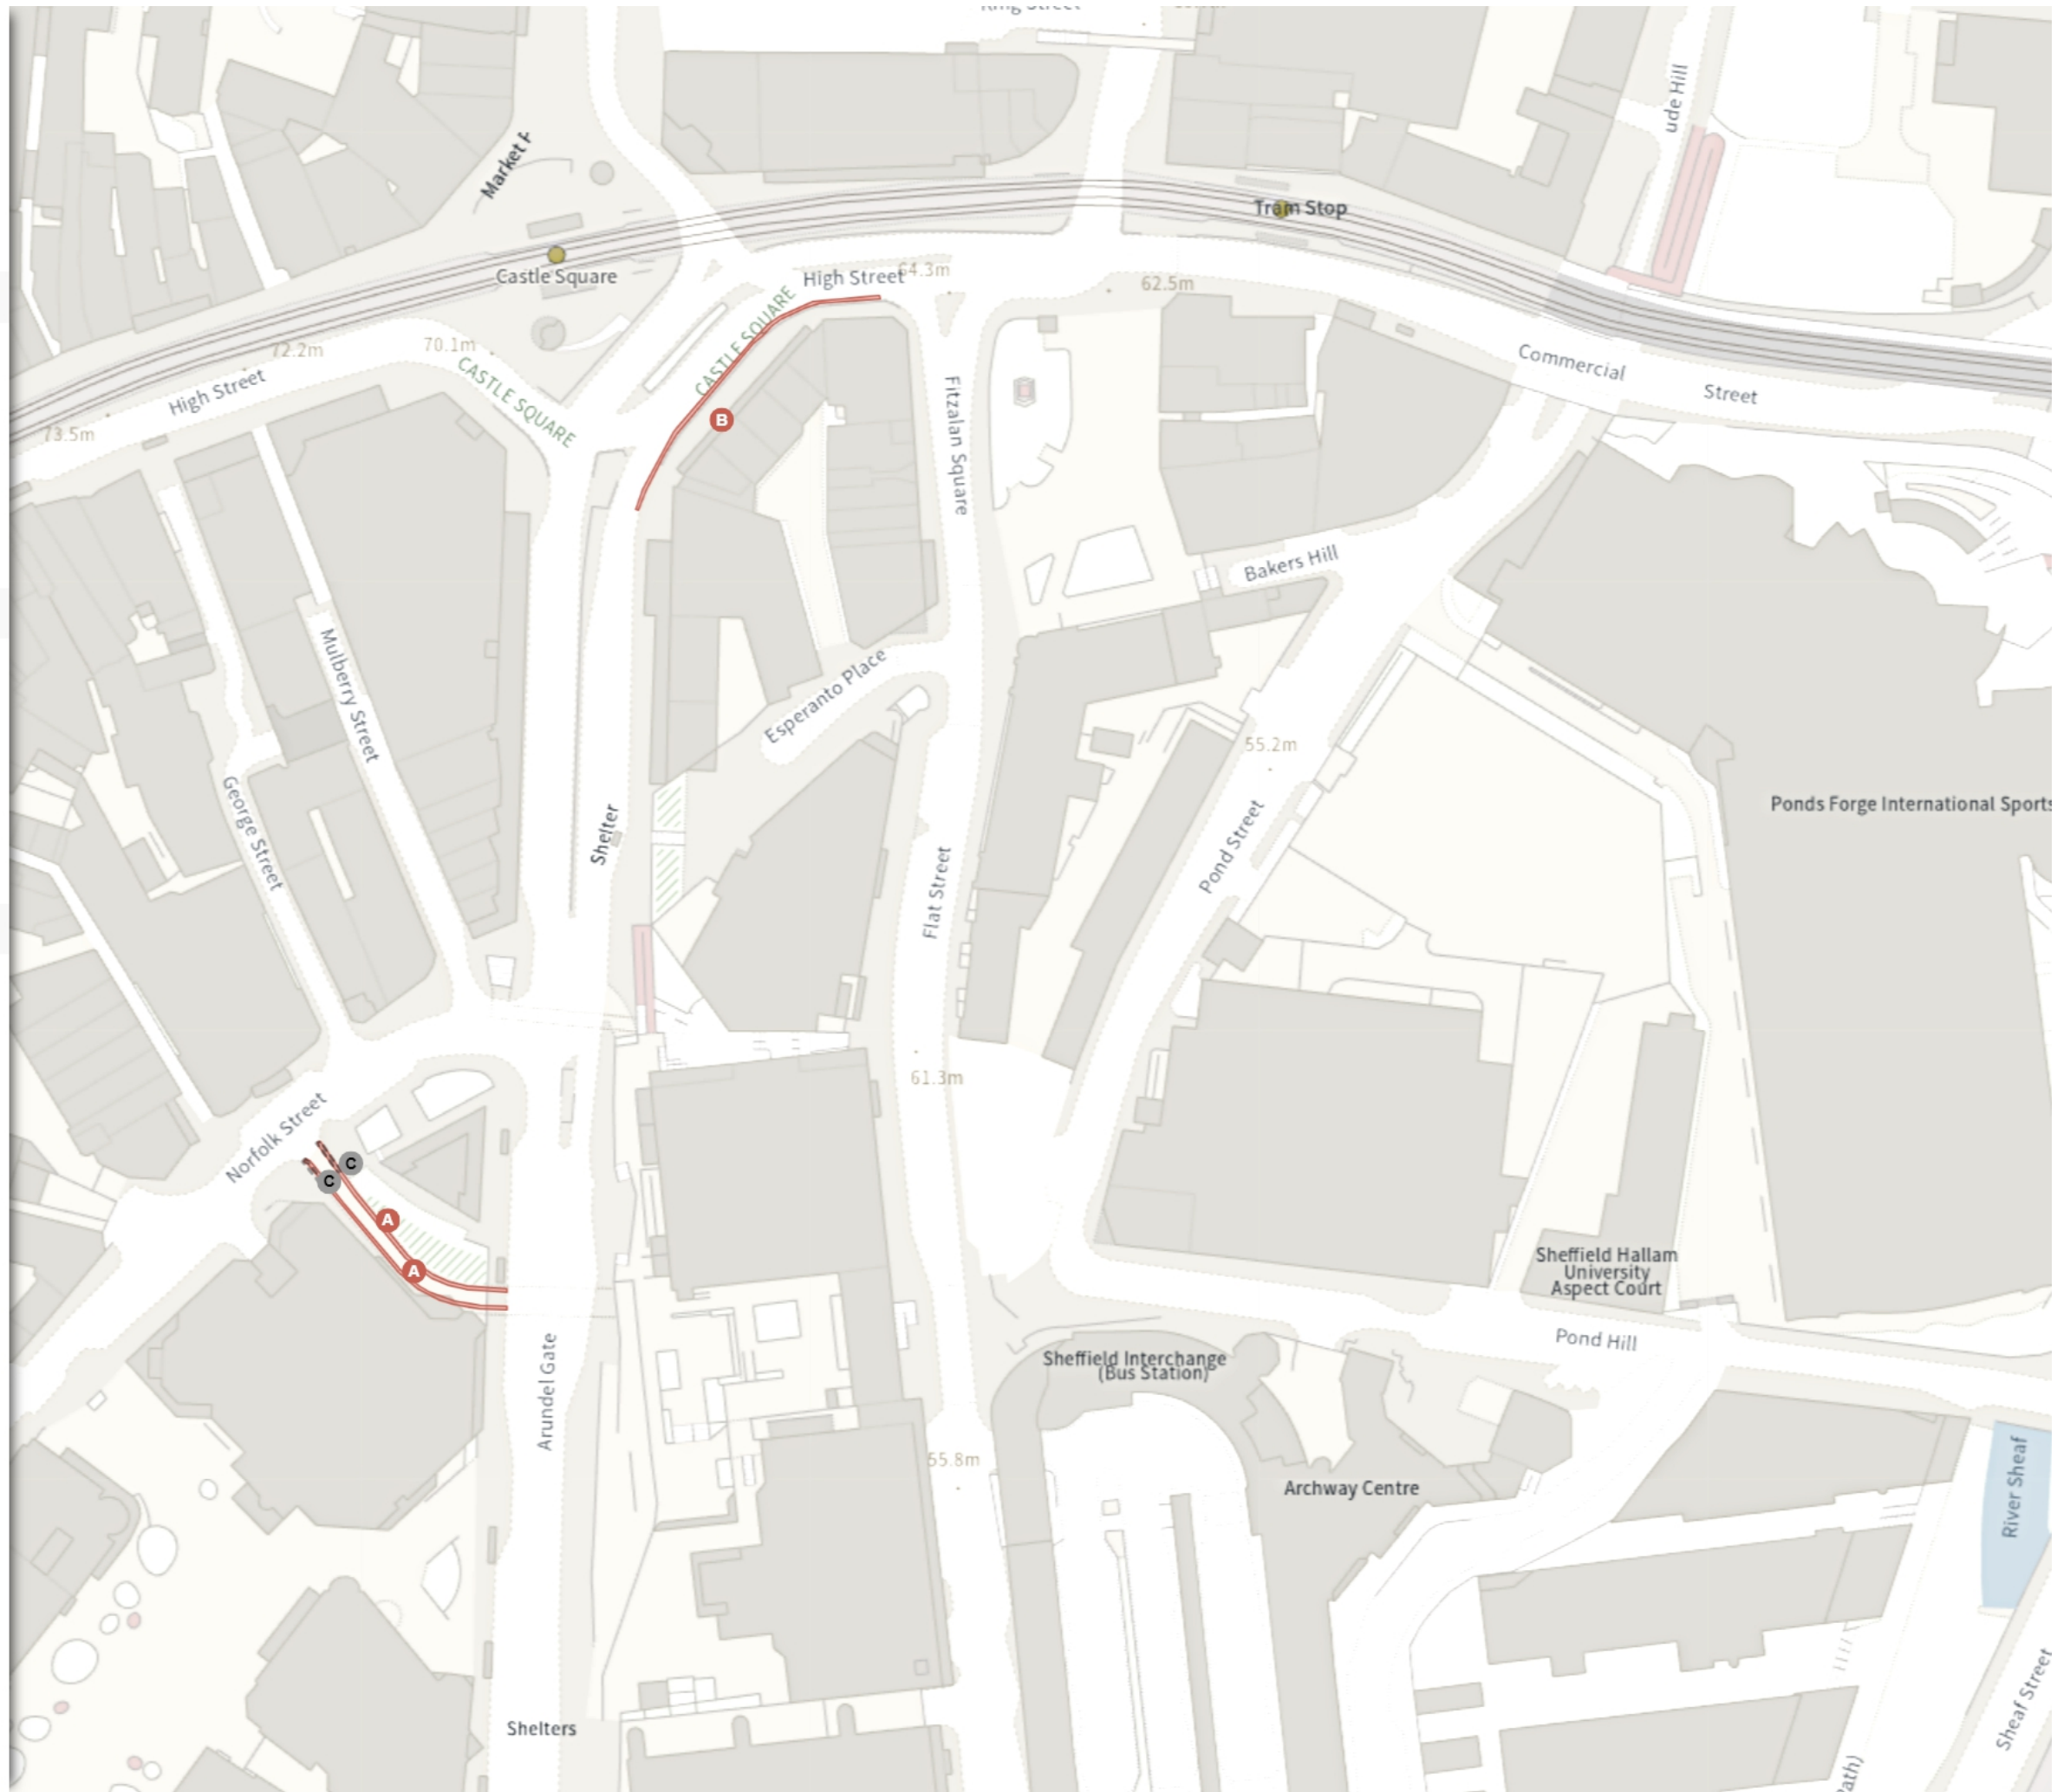 ude Hill
Market
Tram Stop
Castle Square
High Street
64.3m
62.5m
CASTLE SQUARE
72.2m
70.1m
High Street
CASTLE SQUARE
73.5m
B
Fitzalan Square
Commercial
Street
Bakers Hill
Mulberry Street
Esperanto Place
55.2m
George Street
Shelter
Flat Street
Pond Street
Ponds Forge International Sports
61.3m
Norfolk Street
C
C
A
A
Sheffield Hallam
University
Aspect Court
Pond Hill
Arundel Gate
Sheffield Interchange
(Bus Station)
55.8m
Archway Centre
River Sheaf
Shelters
Sheaf Street
ath)